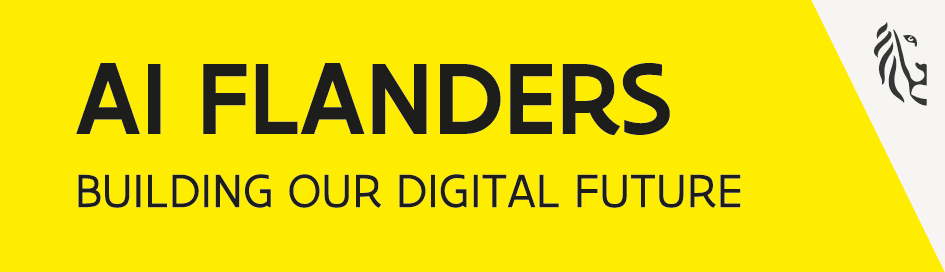 AI FLANDERS
BUILDING OUR DIGITAL FUTURE